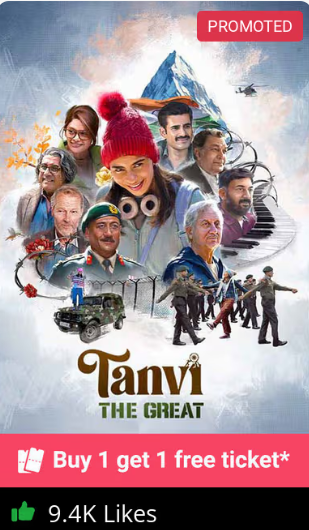 PROMOTED
Tanvi
THE GREAT
Buy 1 get 1 free ticket*
9.4K Likes